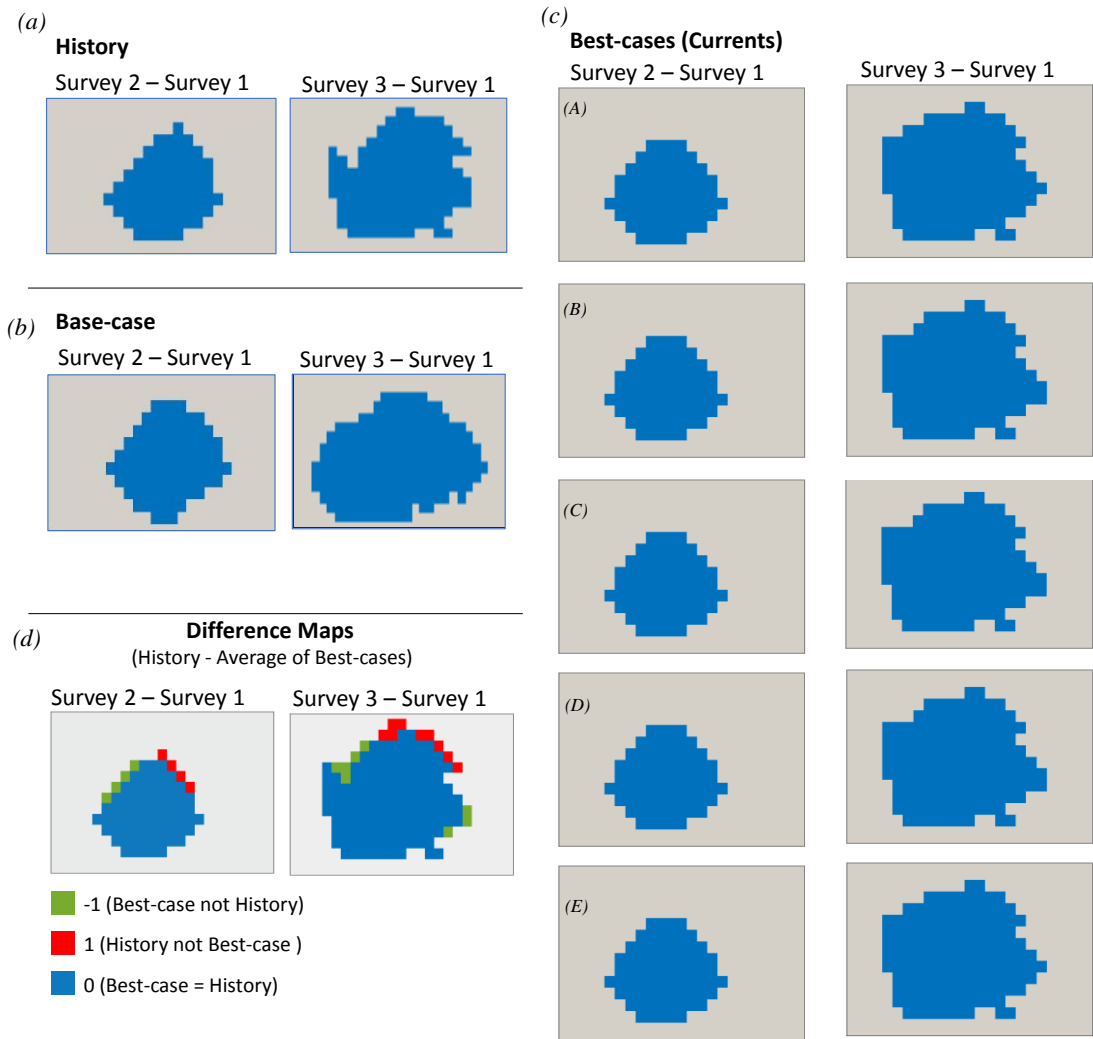 (a)
History
Survey 2 – Survey 1
Survey 3 – Survey 1
(b)
Base-case
Survey 2 – Survey 1
Survey 3 – Survey 1
(d)
Difference Maps
(History - Average of Best-cases)
Survey 2 – Survey 1
Survey 3 – Survey 1
-1 (Best-case not History)
1 (History not Best-case )
0 (Best-case = History)
(c)
Best-cases (Currents)
Survey 2 – Survey 1
Survey 3 – Survey 1
(A)
(B)
(C)
(D)
(E)